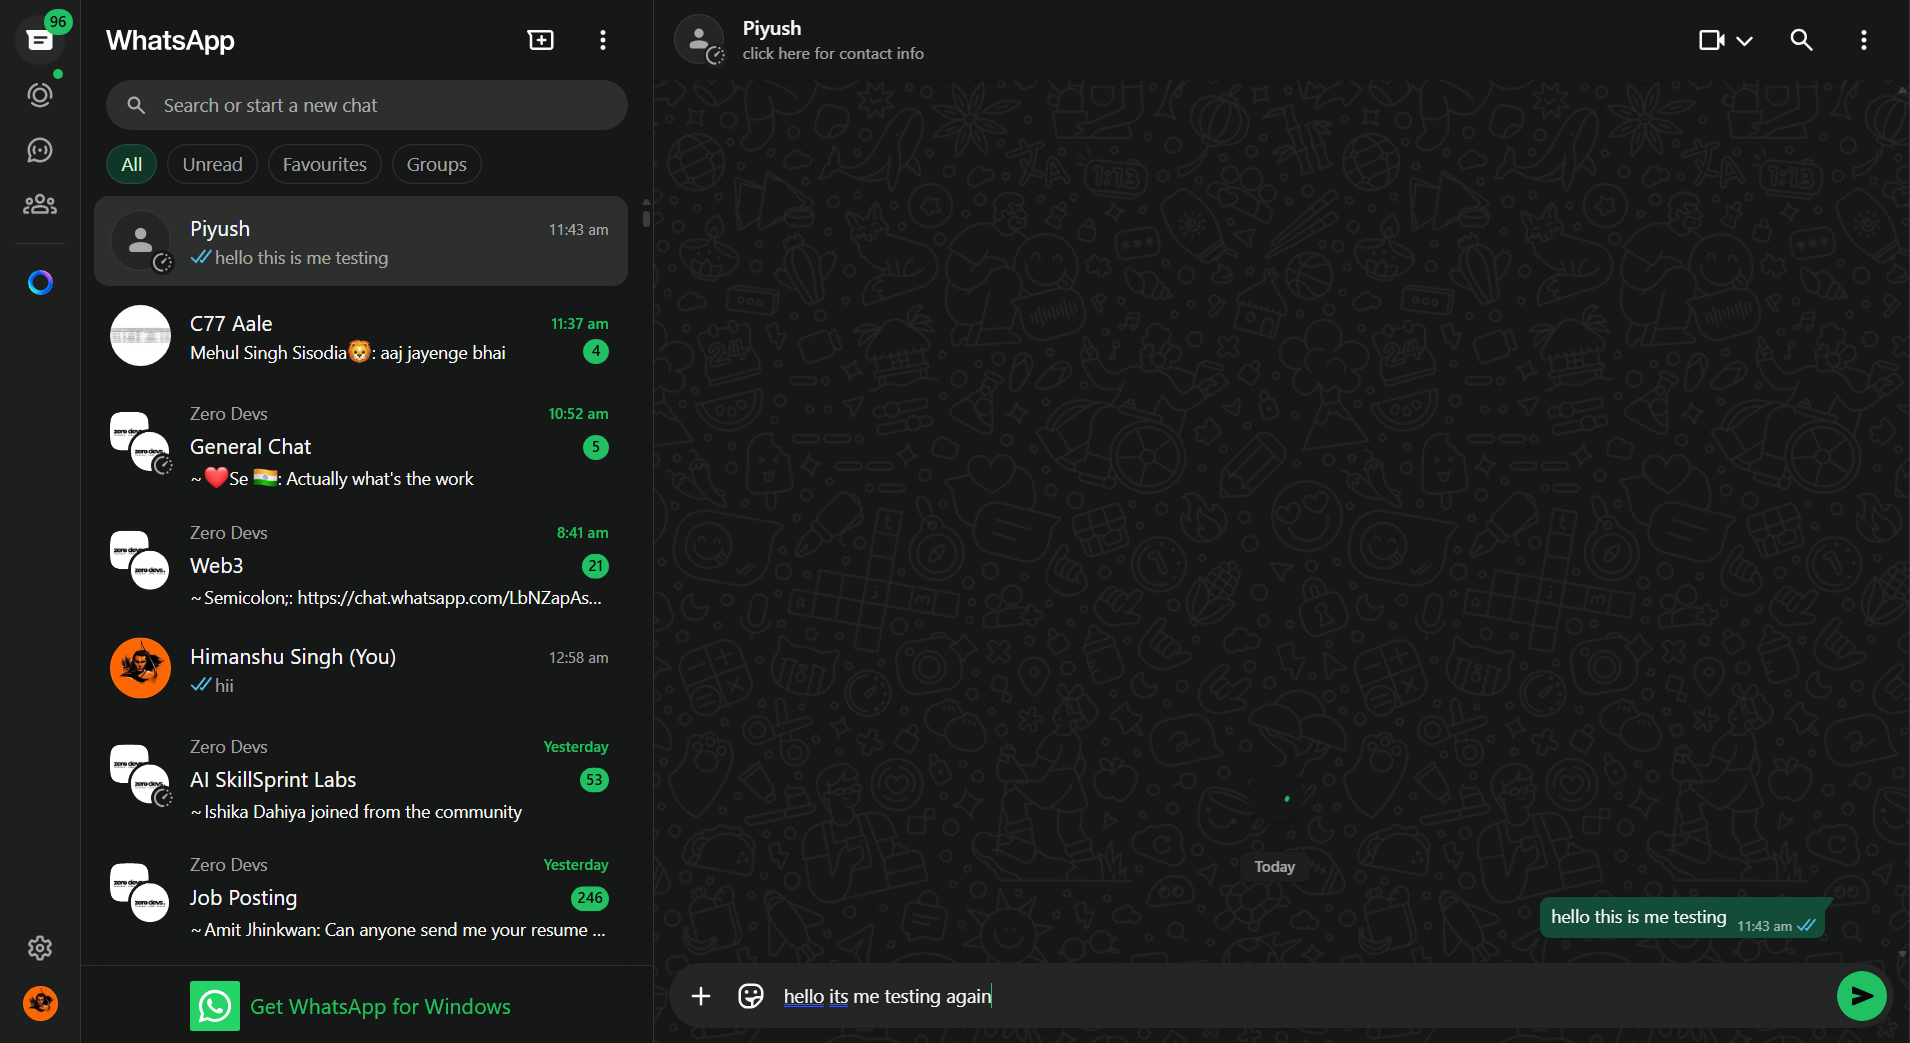 96
WhatsApp
Search or start a new chat
All
Unread
Favourites
Groups
Piyush
11:43 am
hello this is me testing
C77 Aale
11:37 am
Mehul Singh Sisodia🦁: aaj jayenge bhai
4
Zero Devs
10:52 am
General Chat
5
~❤️Se 🇮🇳: Actually what's the work
Zero Devs
8:41 am
Web3
21
~Semicolon;: https://chat.whatsapp.com/LbNZapAs...
Himanshu Singh (You)
12:58 am
hii
Zero Devs
Yesterday
AI SkillSprint Labs
53
~Ishika Dahiya joined from the community
Zero Devs
Yesterday
Job Posting
246
~Amit Jhinkwan: Can anyone send me your resume ...
Get WhatsApp for Windows
Piyush
click here for contact info
Today
hello this is me testing
11:43 am
hello its me testing again